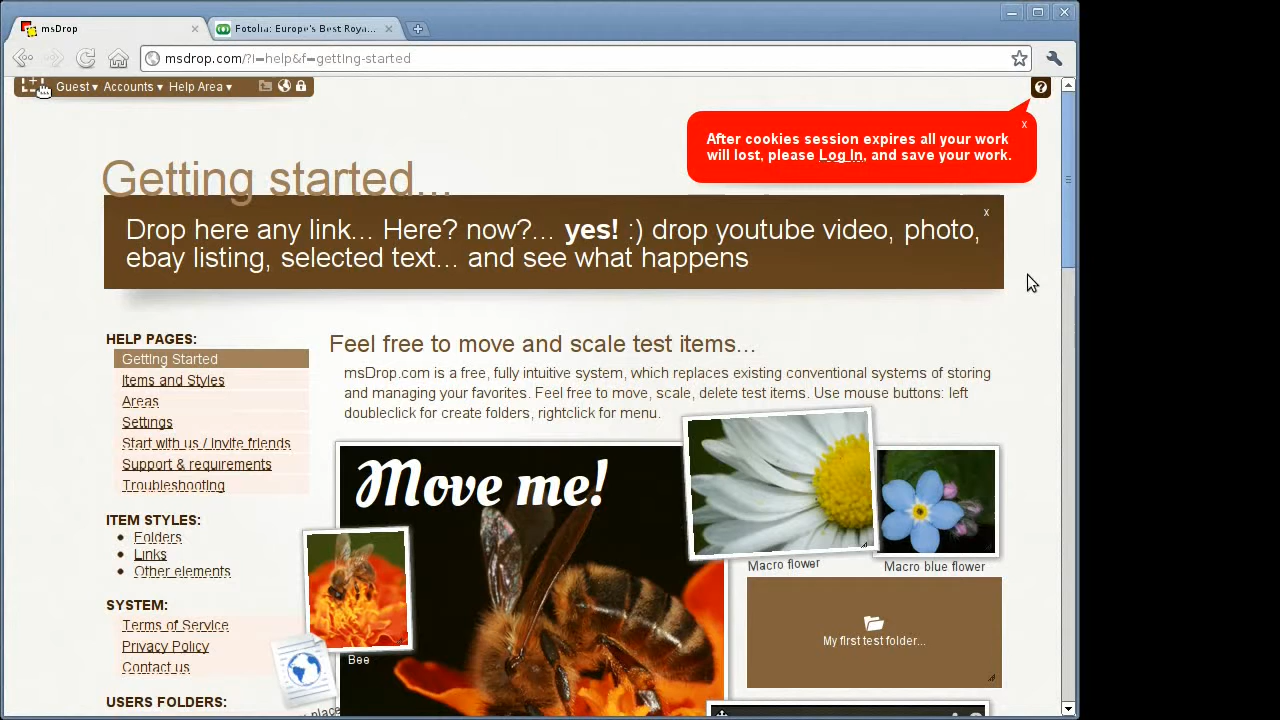 msDrop
Fotolia: Europe's Best Roya...
msdrop.com/?l=help&f=getting-started
Guest ▾ Accounts ▾ Help Area ▾
?
x
After cookies session expires all your work
will lost, please Log In, and save your work.
Getting started...
x
Drop here any link... Here? now?... yes! :) drop youtube video, photo,
ebay listing, selected text... and see what happens
HELP PAGES:
Getting Started
Items and Styles
Areas
Settings
Start with us / Invite friends
Support & requirements
Troubleshooting
ITEM STYLES:
Folders
Links
Other elements
SYSTEM:
Terms of Service
Privacy Policy
Contact us
USERS FOLDERS:
Feel free to move and scale test items...
msDrop.com is a free, fully intuitive system, which replaces existing conventional systems of storing
and managing your favorites. Feel free to move, scale, delete test items. Use mouse buttons: left
doubleclick for create folders, rightclick for menu.
Move me!
Macro flower
Macro blue flower
My first test folder...
Bee